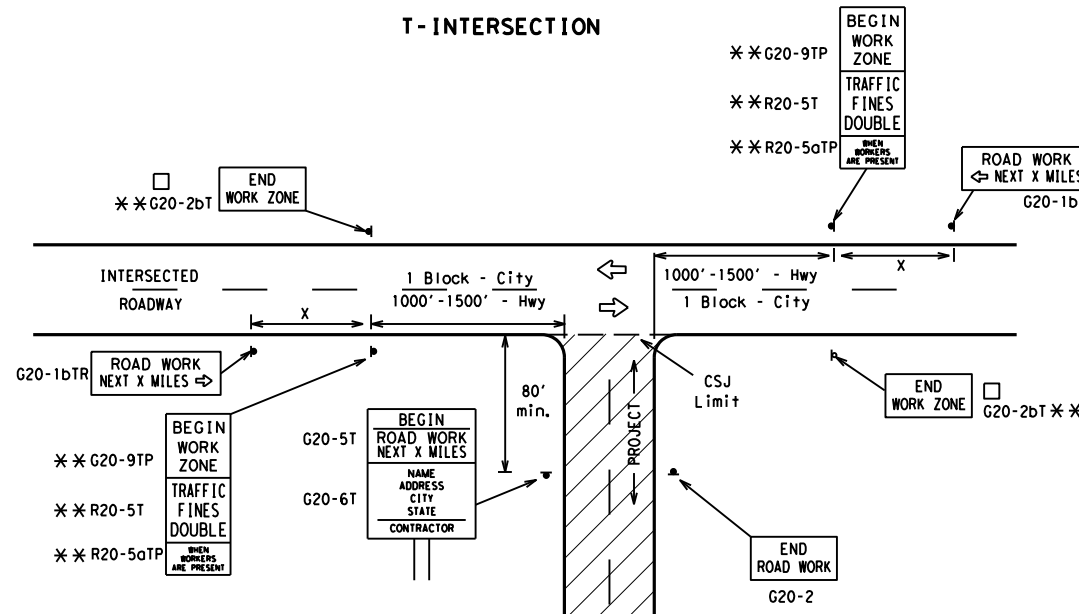 T-INTERSECTION
BEGIN
WORK
ZONE
TRAFFIC
FINES
DOUBLE
WHEN
WORKERS
ARE PRESENT
**G20-9TP
**R20-5T
**R20-5aTP
ROAD WORK
⇦ NEXT X MILES
G20-1b
END
WORK ZONE
□
**G20-2bT
INTERSECTED
ROADWAY
1 Block - City
1000'-1500' - Hwy
X
1000'-1500' - Hwy
1 Block - City
X
G20-1bTR
ROAD WORK
NEXT X MILES ⇨
80'
min.
CSJ
Limit
PROJECT
END
WORK ZONE
□
G20-2bT **
BEGIN
WORK
ZONE
TRAFFIC
FINES
DOUBLE
WHEN
WORKERS
ARE PRESENT
**G20-9TP
**R20-5T
**R20-5aTP
G20-5T
BEGIN
ROAD WORK
NEXT X MILES
G20-6T
NAME
ADDRESS
CITY
STATE
CONTRACTOR
END
ROAD WORK
G20-2